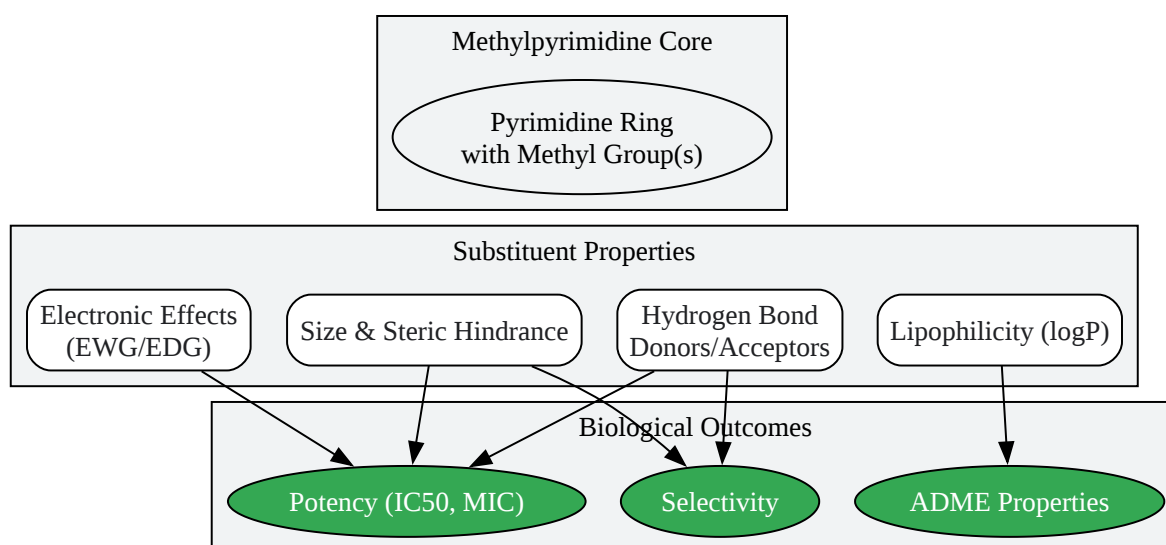 Methylpyrimidine Core
Pyrimidine Ring
with Methyl Group(s)
Substituent Properties
Electronic Effects
(EWG/EDG)
Size & Steric Hindrance
Hydrogen Bond
Donors/Acceptors
Lipophilicity (logP)
Biological Outcomes
Potency (IC50, MIC)
Selectivity
ADME Properties